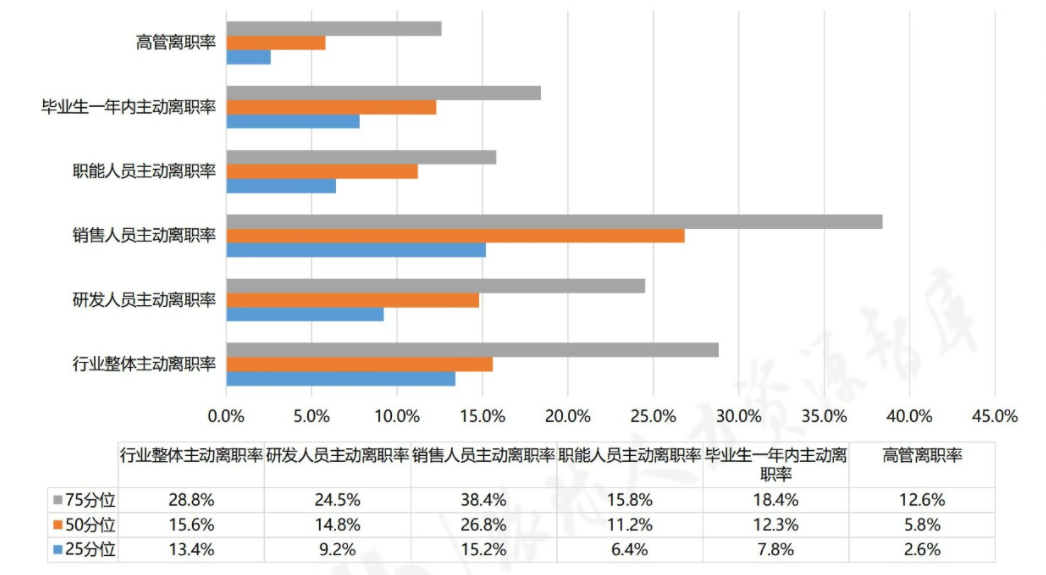 高管离职率
毕业生一年内主动离职率
职能人员主动离职率
销售人员主动离职率
研发人员主动离职率
行业整体主动离职率
0.0% 5.0% 10.0% 15.0% 20.0% 25.0% 30.0% 35.0% 40.0% 45.0%
行业整体主动离职率 研发人员主动离职率 销售人员主动离职率 职能人员主动离职率 毕业生一年内主动离 高管离职率
职率
75分位 28.8% 24.5% 38.4% 15.8% 18.4% 12.6%
50分位 15.6% 14.8% 26.8% 11.2% 12.3% 5.8%
25分位 13.4% 9.2% 15.2% 6.4% 7.8% 2.6%
人力资源智库